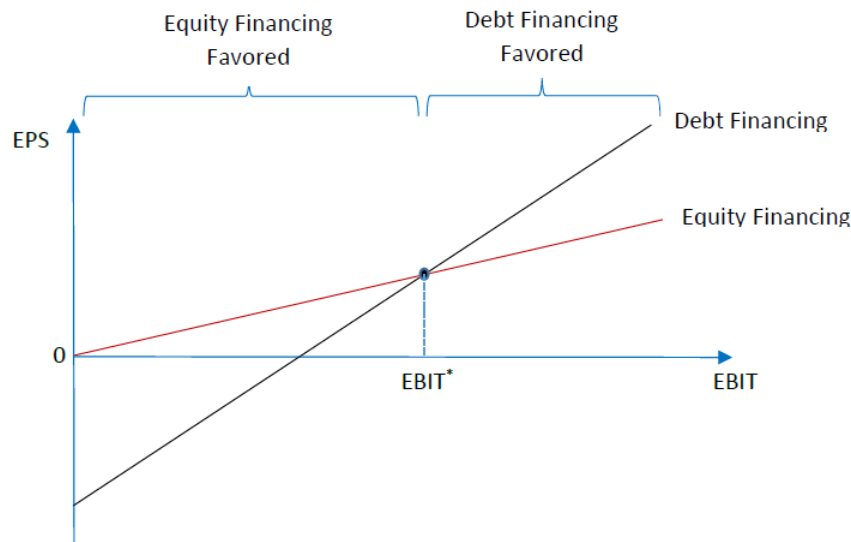 Equity Financing
Favored
Debt Financing
Favored
EPS
Debt Financing
Equity Financing
0
EBIT*
EBIT